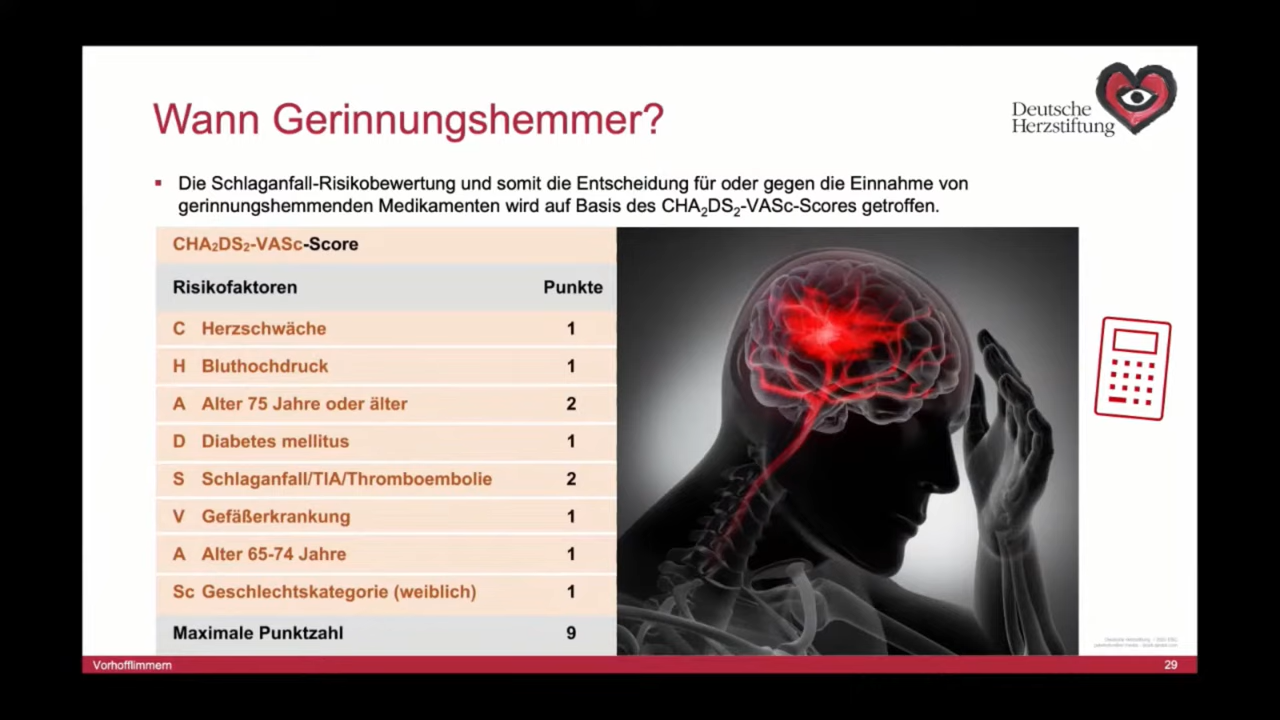 Wann Gerinnungshemmer?
Deutsche
Herzstiftung
▪ Die Schlaganfall-Risikobewertung und somit die Entscheidung für oder gegen die Einnahme von
gerinnungshemmenden Medikamenten wird auf Basis des CHA₂DS₂-VASc-Scores getroffen.
CHA₂DS₂-VASc-Score
Risikofaktoren Punkte
C Herzschwäche 1
H Bluthochdruck 1
A Alter 75 Jahre oder älter 2
D Diabetes mellitus 1
S Schlaganfall/TIA/Thromboembolie 2
V Gefäßerkrankung 1
A Alter 65-74 Jahre 1
Sc Geschlechtskategorie (weiblich) 1
Maximale Punktzahl 9
Vorhofflimmern 29